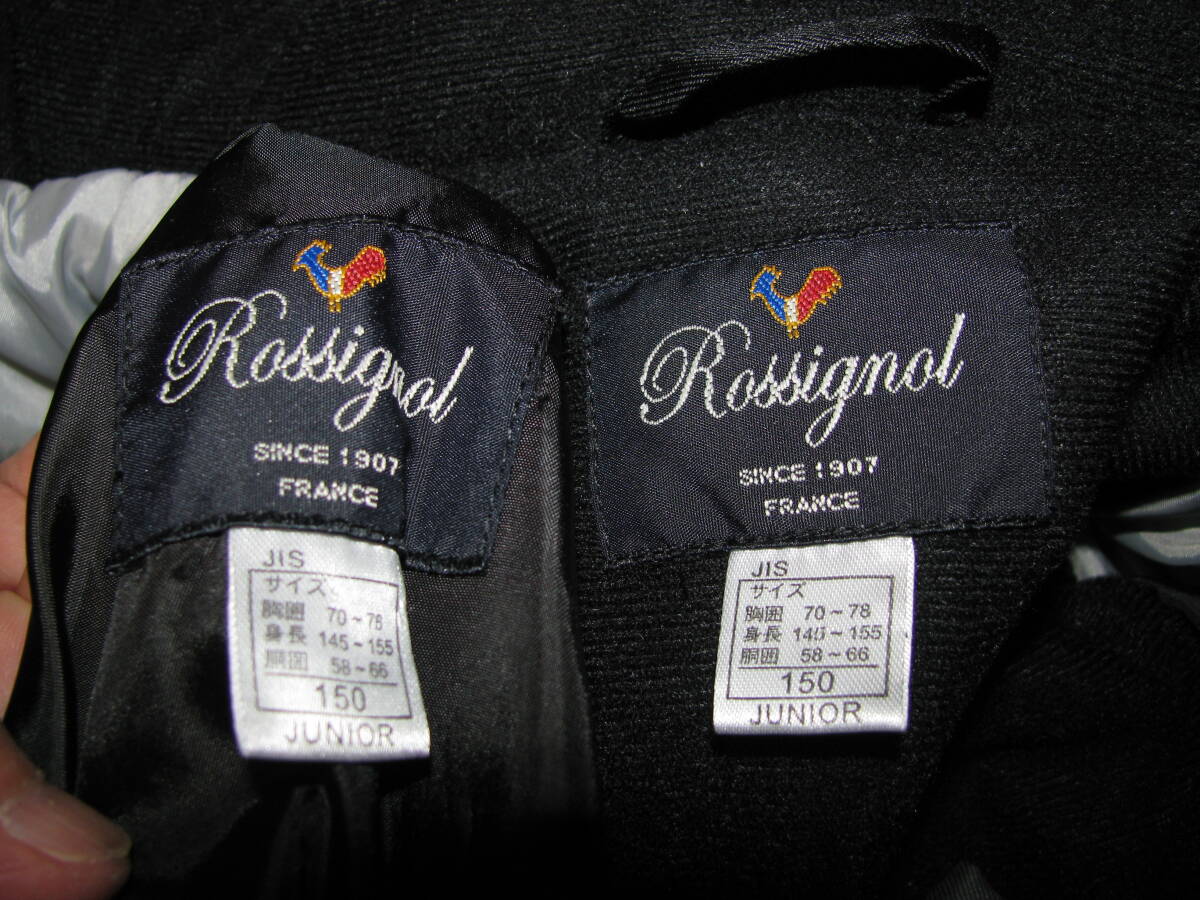 Rossignol
SINCE 1907
FRANCE
JIS
サイズ
胸囲 70～78
身長 145～155
胴囲 58～66
150
JUNIOR
Rossignol
SINCE 1907
FRANCE
JIS
サイズ
胸囲 70～78
身長 145～155
胴囲 58～66
150
JUNIOR